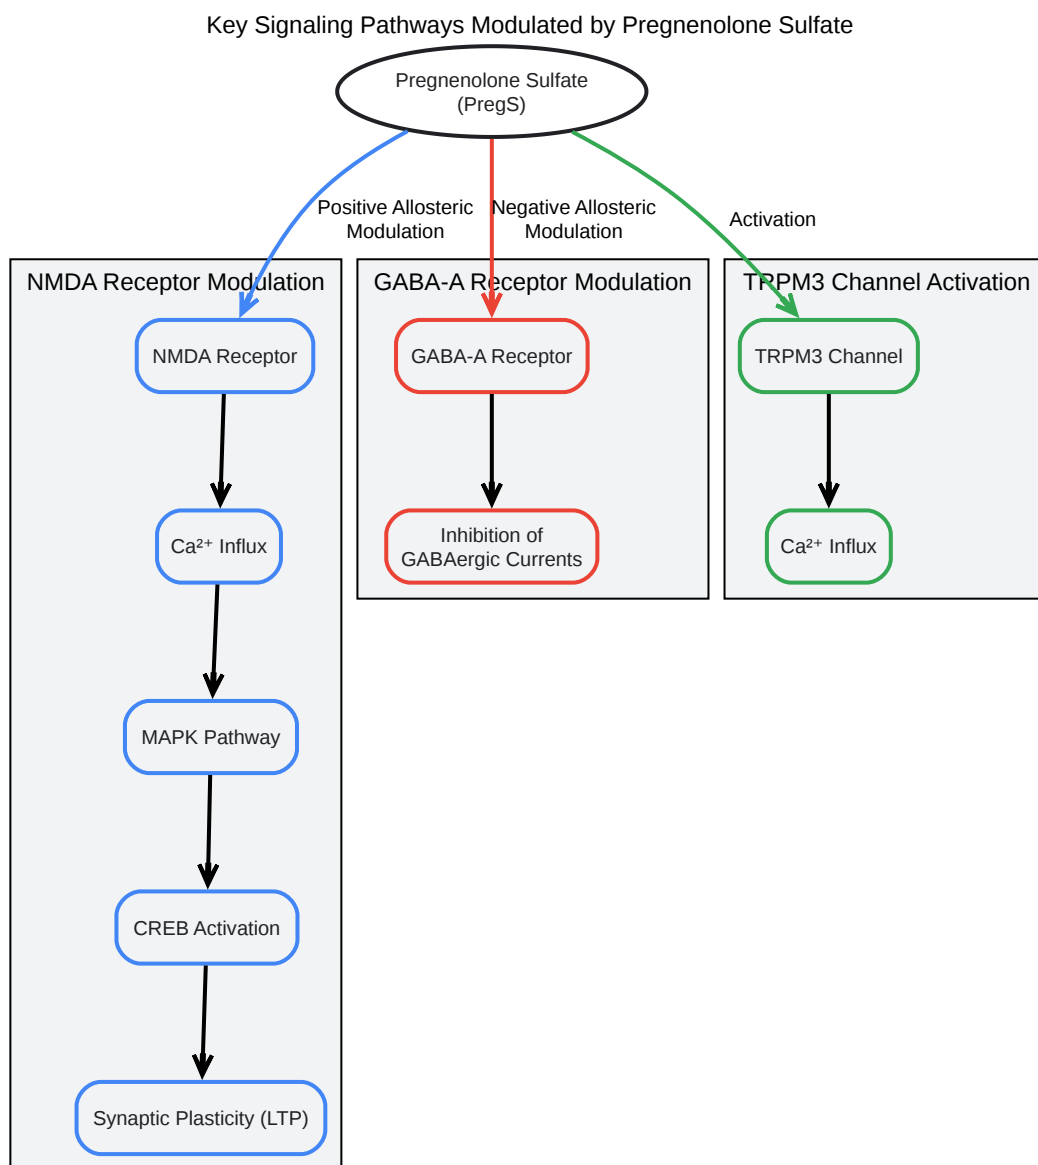 Key Signaling Pathways Modulated by Pregnenolone Sulfate
Pregnenolone Sulfate
(PregS)
Positive Allosteric
Modulation
Negative Allosteric
Modulation
Activation
NMDA Receptor Modulation
NMDA Receptor
Ca²⁺ Influx
MAPK Pathway
CREB Activation
Synaptic Plasticity (LTP)
GABA-A Receptor Modulation
GABA-A Receptor
Inhibition of
GABAergic Currents
TRPM3 Channel Activation
TRPM3 Channel
Ca²⁺ Influx